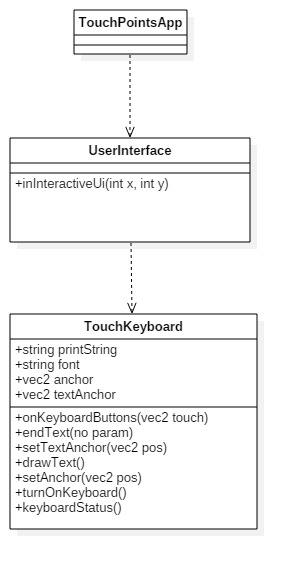 TouchPointsApp
UserInterface
+inInteractiveUi(int x, int y)
TouchKeyboard
+string printString
+string font
+vec2 anchor
+vec2 textAnchor
+onKeyboardButtons(vec2 touch)
+endText(no param)
+setTextAnchor(vec2 pos)
+drawText()
+setAnchor(vec2 pos)
+turnOnKeyboard()
+keyboardStatus()